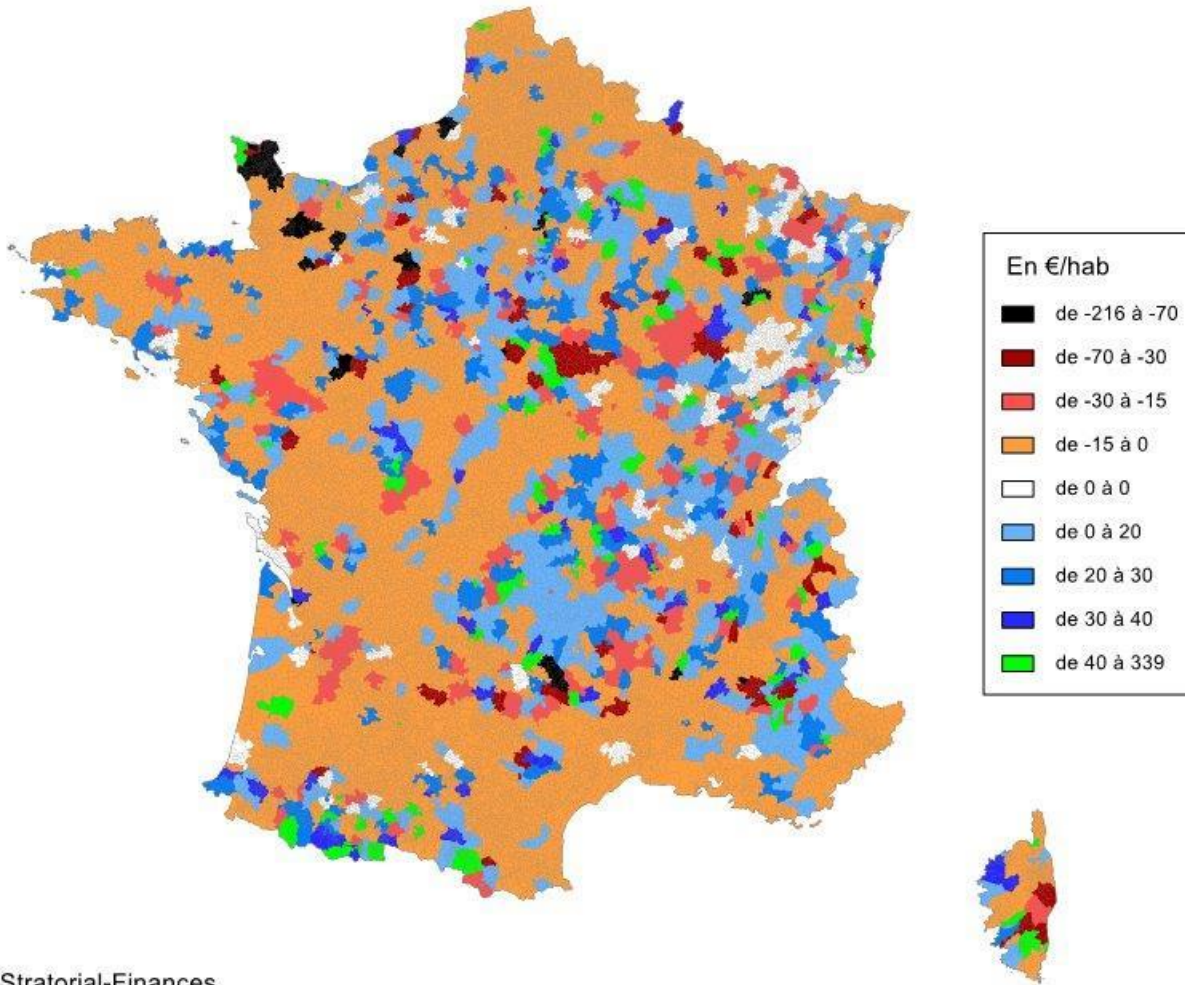 En €/hab
de -216 à -70
de -70 à -30
de -30 à -15
de -15 à 0
de 0 à 0
de 0 à 20
de 20 à 30
de 30 à 40
de 40 à 339
Stratorial-Finances